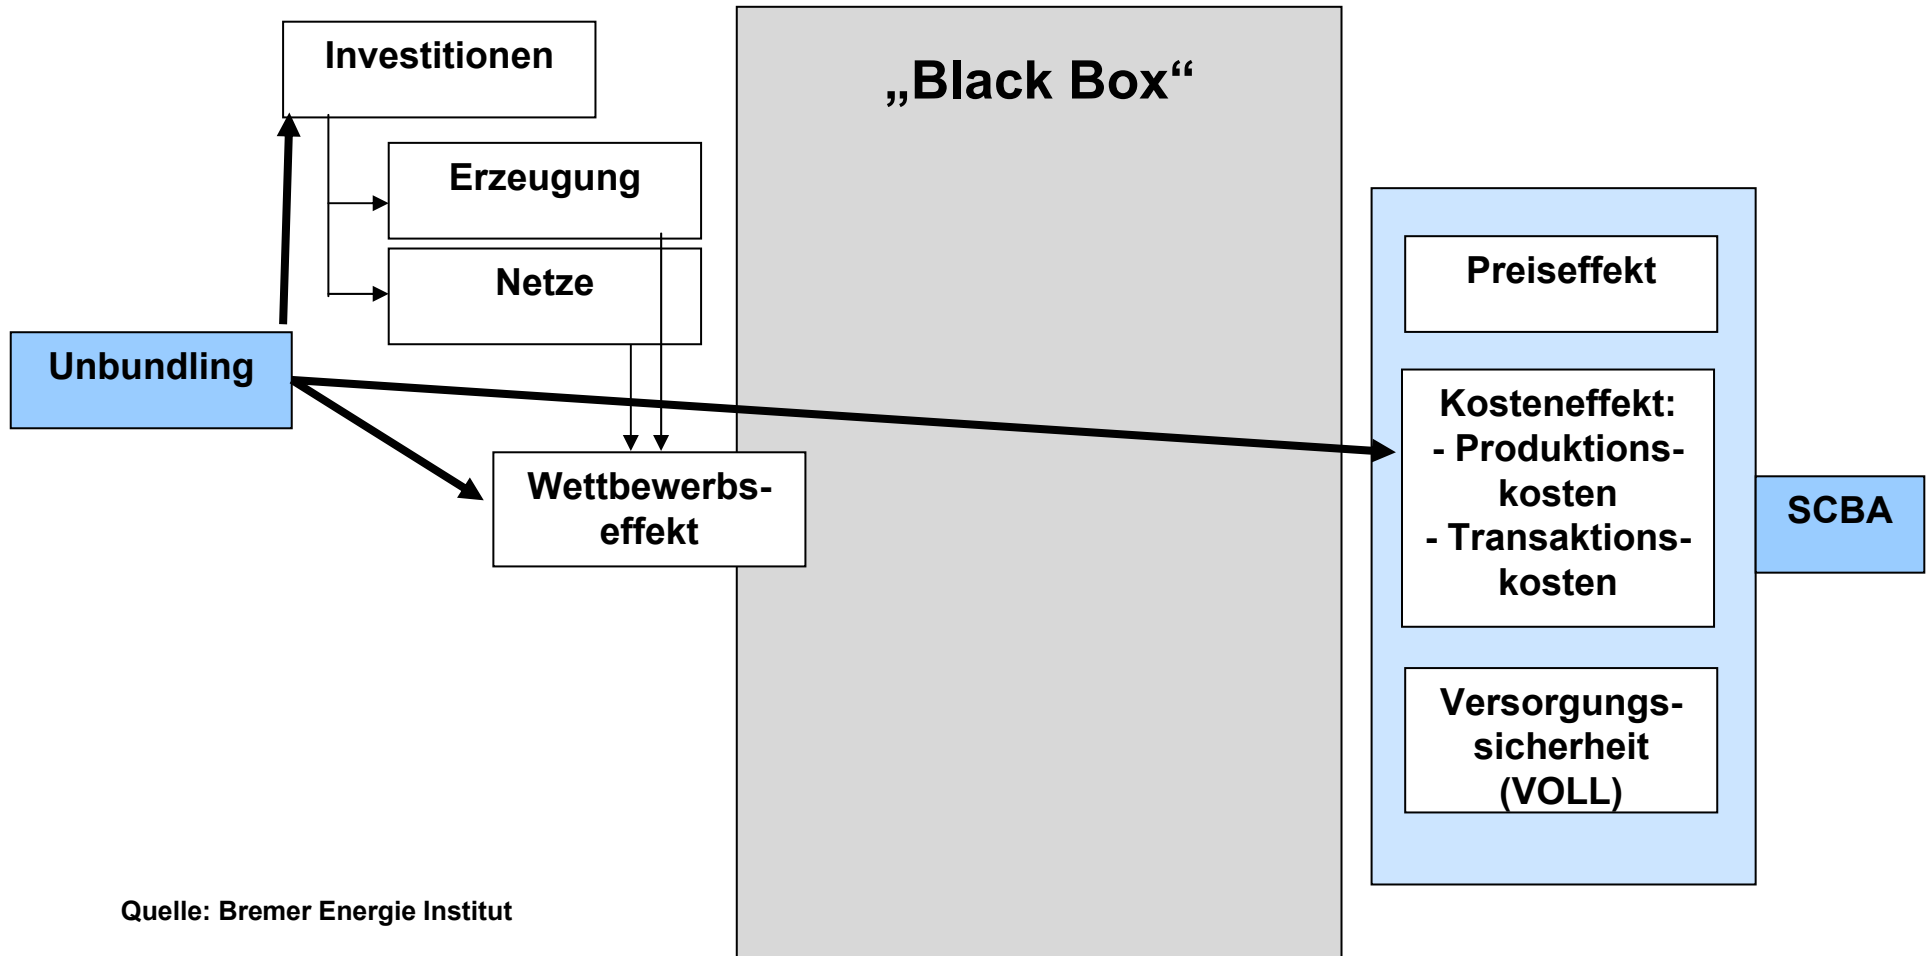 Investitionen
„Black Box“
Erzeugung
Netze
Unbundling
Wettbewerbs-
effekt
Preiseffekt
Kosteneffekt:
- Produktions-
kosten
- Transaktions-
kosten
SCBA
Versorgungs-
sicherheit
(VOLL)
Quelle: Bremer Energie Institut